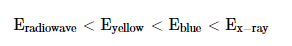 E_radiowave < E_yellow < E_blue < E_x−ray